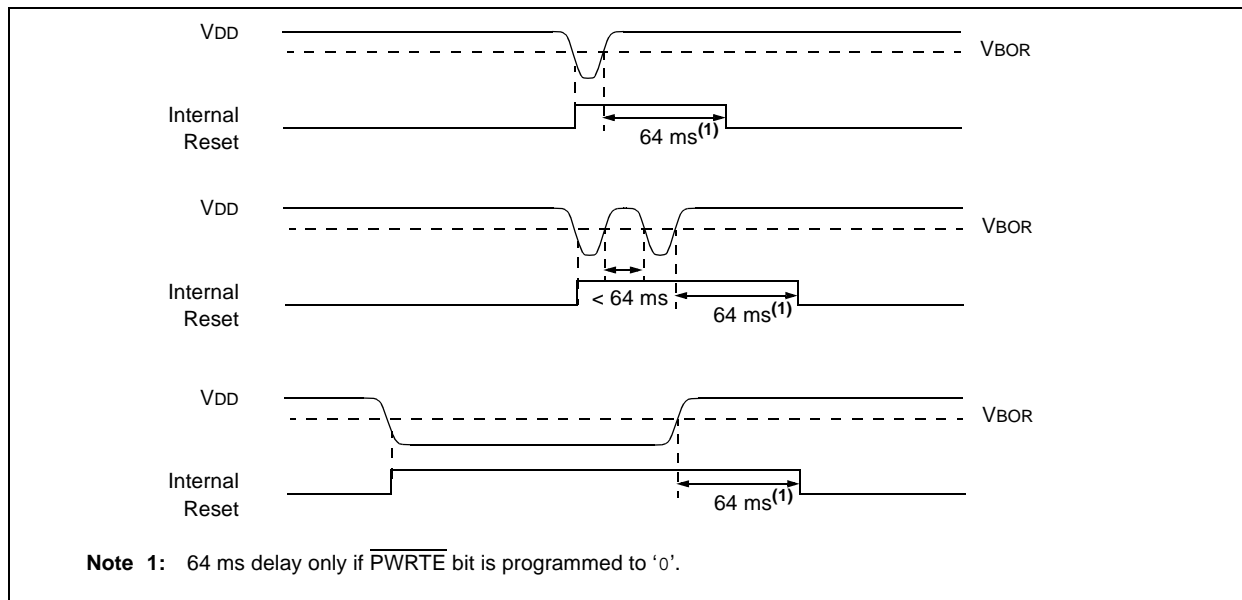 VDD
VBOR
Internal
Reset
64 ms(1)
VDD
VBOR
Internal
Reset
< 64 ms
64 ms(1)
VDD
VBOR
Internal
Reset
64 ms(1)
Note 1: 64 ms delay only if PWRTE bit is programmed to ‘0’.